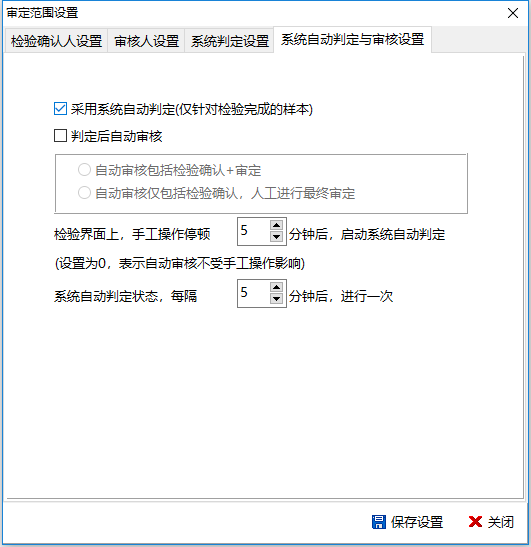 审定范围设置
检验确认人设置 审核人设置 系统判定设置 系统自动判定与审核设置
采用系统自动判定(仅针对检验完成的样本)
判定后自动审核
自动审核包括检验确认+审定
自动审核仅包括检验确认，人工进行最终审定
检验界面上，手工操作停顿 5 分钟后，启动系统自动判定
(设置为0，表示自动审核不受手工操作影响)
系统自动判定状态，每隔 5 分钟后，进行一次
保存设置 关闭